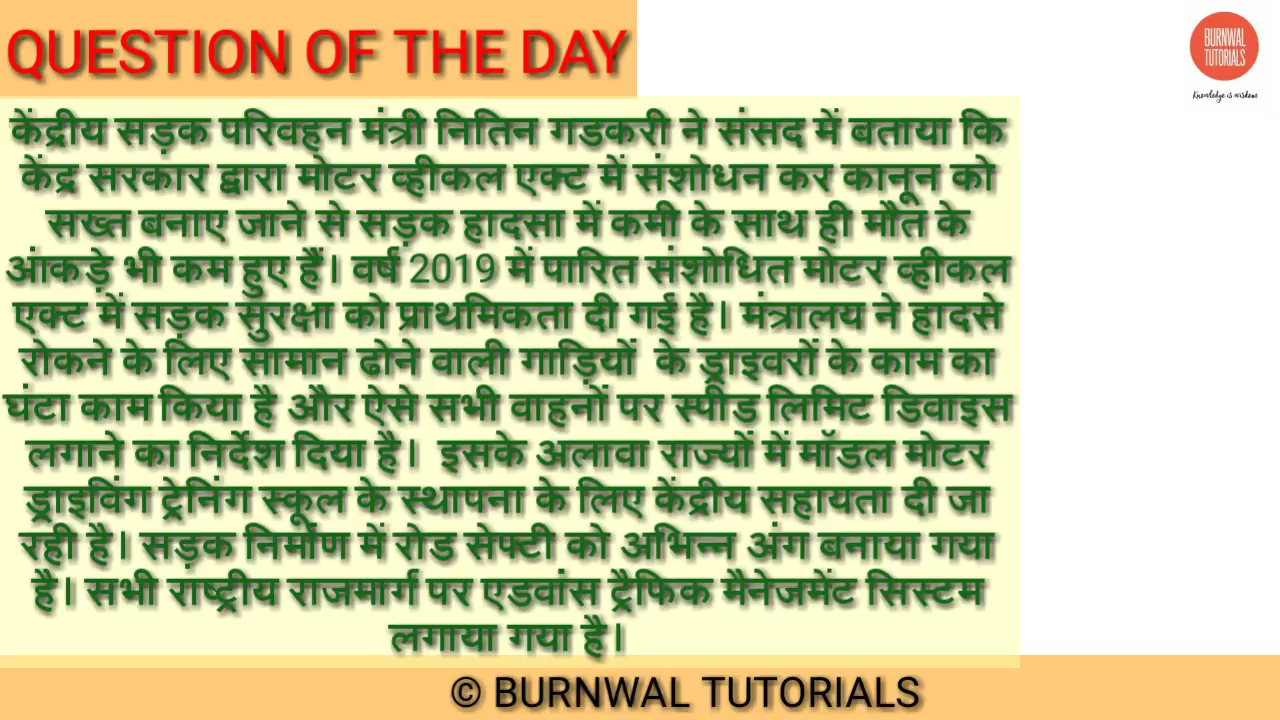 QUESTION OF THE DAY
BURNWAL
TUTORIALS
Knowledge is wisdom
केंद्रीय सड़क परिवहन मंत्री नितिन गडकरी ने संसद में बताया कि
केंद्र सरकार द्वारा मोटर व्हीकल एक्ट में संशोधन कर कानून को
सख्त बनाए जाने से सड़क हादसा में कमी के साथ ही मौत के
आंकड़े भी कम हुए हैं। वर्ष 2019 में पारित संशोधित मोटर व्हीकल
एक्ट में सड़क सुरक्षा को प्राथमिकता दी गई है। मंत्रालय ने हादसे
रोकने के लिए सामान ढोने वाली गाड़ियों के ड्राइवरों के काम का
घंटा काम किया है और ऐसे सभी वाहनों पर स्पीड लिमिट डिवाइस
लगाने का निर्देश दिया है। इसके अलावा राज्यों में मॉडल मोटर
ड्राइविंग ट्रेनिंग स्कूल के स्थापना के लिए केंद्रीय सहायता दी जा
रही है। सड़क निर्माण में रोड सेफ्टी को अभिन्न अंग बनाया गया
है। सभी राष्ट्रीय राजमार्ग पर एडवांस ट्रैफिक मैनेजमेंट सिस्टम
लगाया गया है।
© BURNWAL TUTORIALS